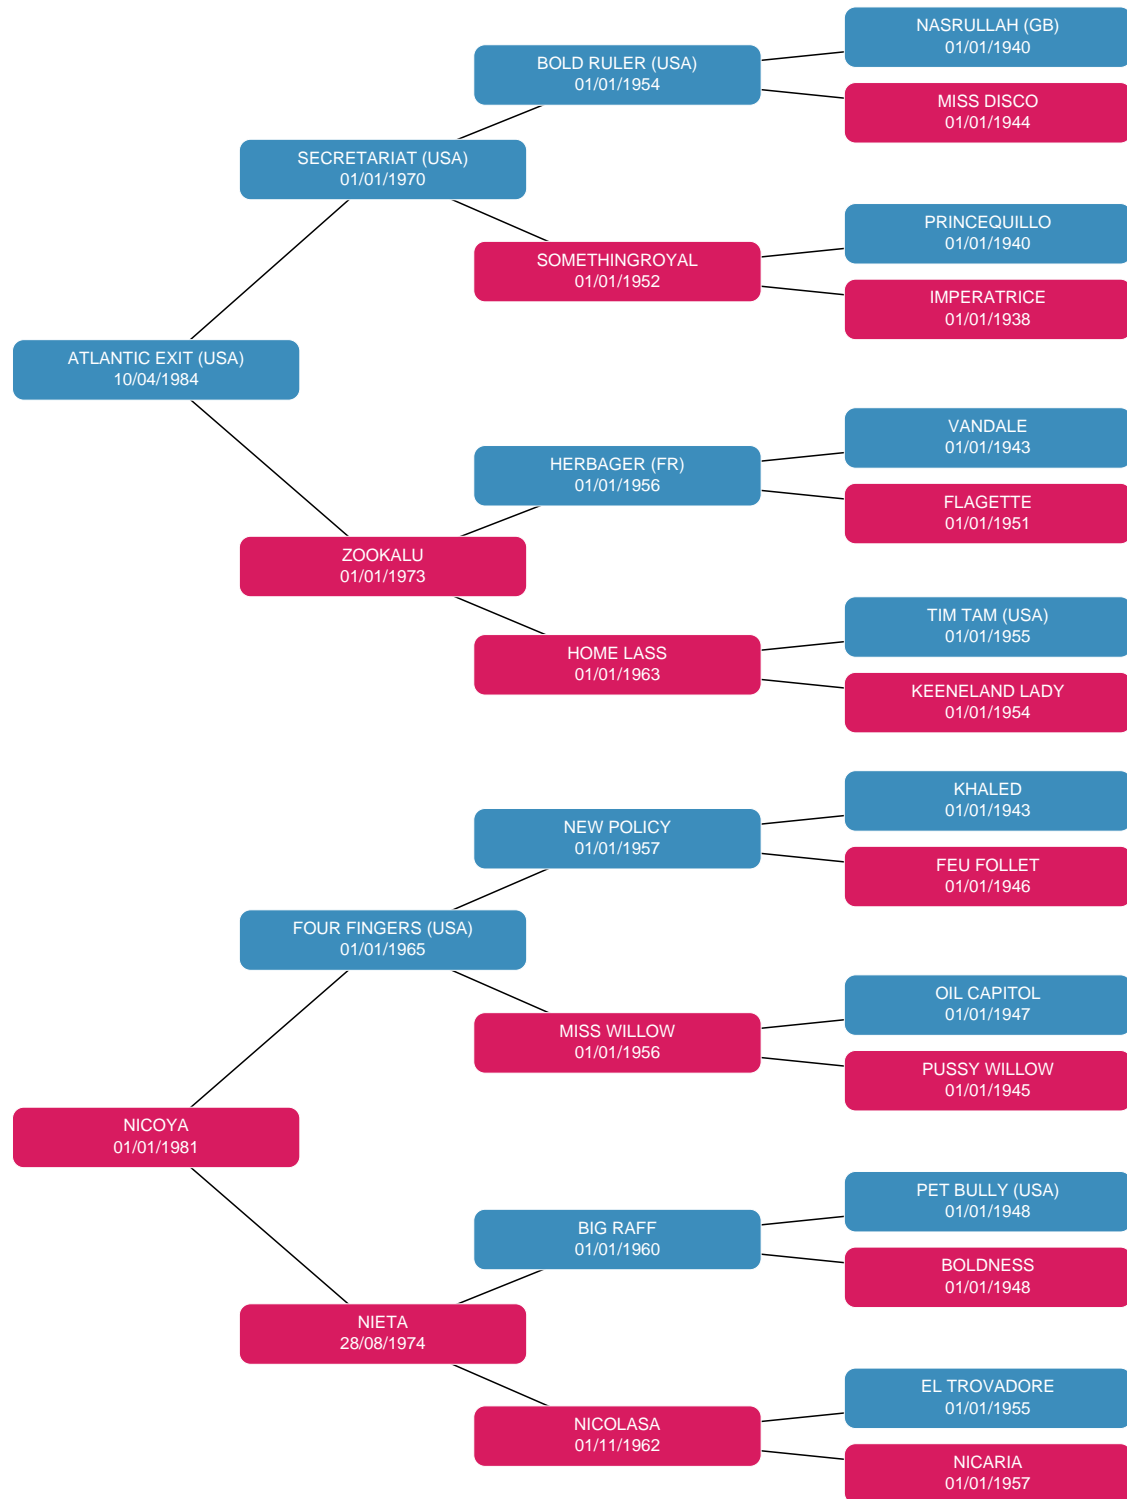 NASRULLAH (GB)
01/01/1940
BOLD RULER (USA)
01/01/1954
MISS DISCO
01/01/1944
SECRETARIAT (USA)
01/01/1970
PRINCEQUILLO
01/01/1940
SOMETHINGROYAL
01/01/1952
IMPERATRICE
01/01/1938
ATLANTIC EXIT (USA)
10/04/1984
VANDALE
01/01/1943
HERBAGER (FR)
01/01/1956
FLAGETTE
01/01/1951
ZOOKALU
01/01/1973
TIM TAM (USA)
01/01/1955
HOME LASS
01/01/1963
KEENELAND LADY
01/01/1954
KHALED
01/01/1943
NEW POLICY
01/01/1957
FEU FOLLET
01/01/1946
FOUR FINGERS (USA)
01/01/1965
OIL CAPITOL
01/01/1947
MISS WILLOW
01/01/1956
PUSSY WILLOW
01/01/1945
NICOYA
01/01/1981
PET BULLY (USA)
01/01/1948
BIG RAFF
01/01/1960
BOLDNESS
01/01/1948
NIETA
28/08/1974
EL TROVADORE
01/01/1955
NICOLASA
01/11/1962
NICARIA
01/01/1957